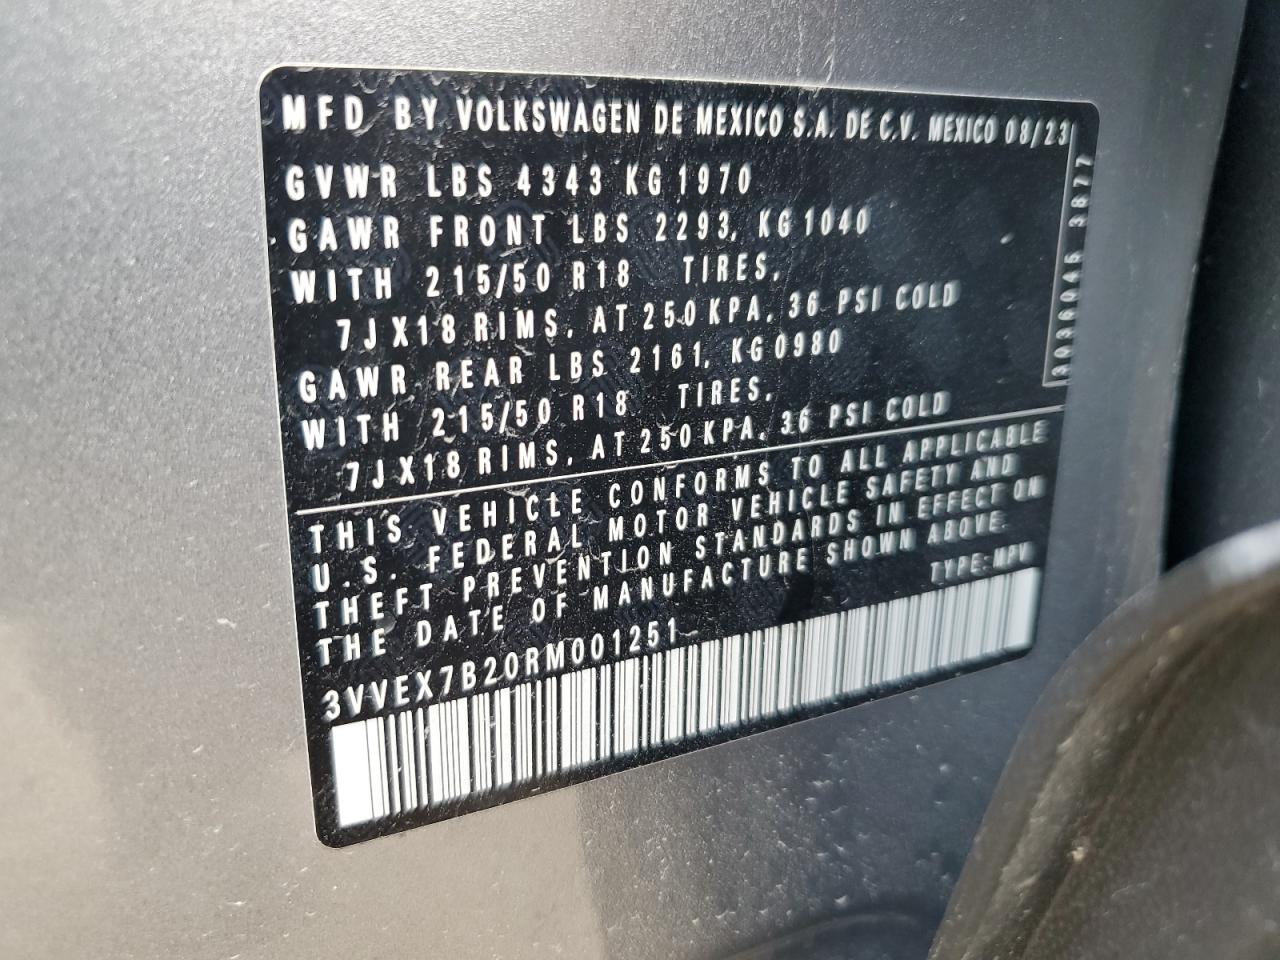 MFD BY VOLKSWAGEN DE MEXICO S.A. DE C.V. MEXICO 08/23
GVWR LBS 4343 KG 1970
GAWR FRONT LBS 2293, KG 1040
WITH 215/50 R18 TIRES,
7JX18 RIMS, AT 250 KPA, 36 PSI COLD
GAWR REAR LBS 2161, KG 0980
WITH 215/50 R18 TIRES,
7JX18 RIMS, AT 250 KPA, 36 PSI COLD
THIS VEHICLE CONFORMS TO ALL APPLICABLE
U.S. FEDERAL MOTOR VEHICLE SAFETY AND
THEFT PREVENTION STANDARDS IN EFFECT ON
THE DATE OF MANUFACTURE SHOWN ABOVE.
TYPE: MPV
3VVEX7B20RM001251